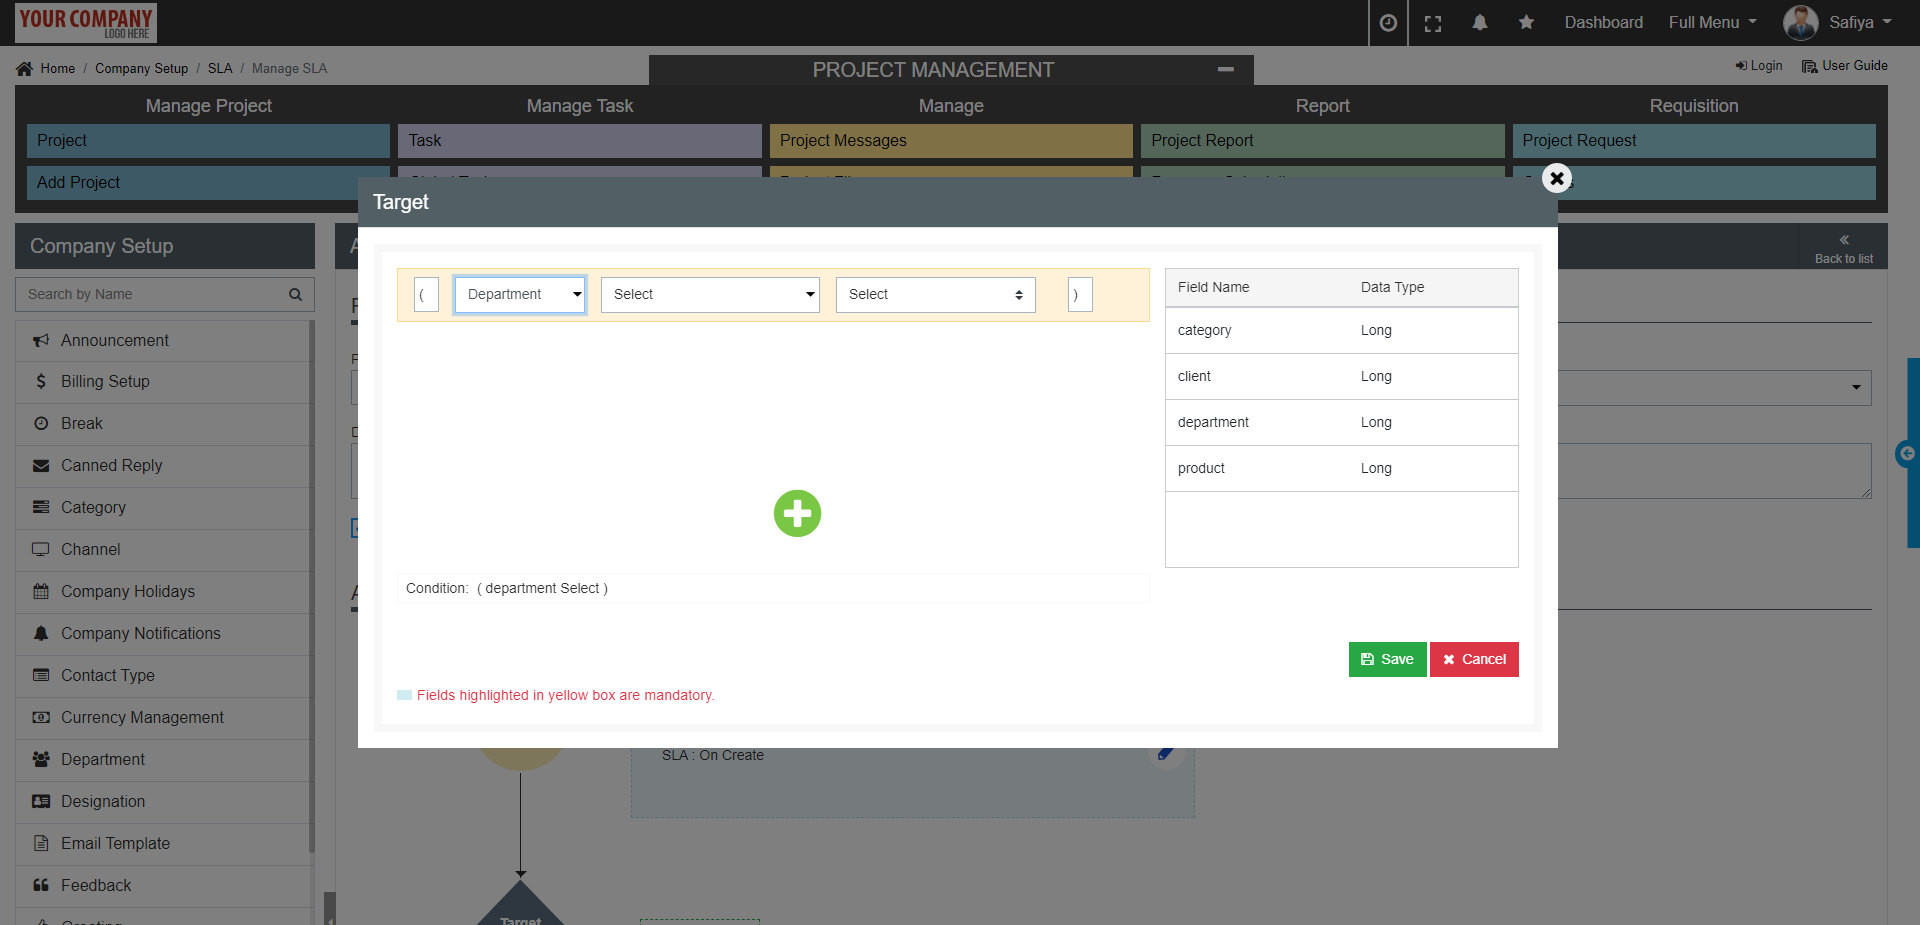 YOUR COMPANY
LOGO HERE
Dashboard
Full Menu
Safiya
Home / Company Setup / SLA / Manage SLA
PROJECT MANAGEMENT
Login
User Guide
Manage Project
Manage Task
Manage
Report
Requisition
Project
Task
Project Messages
Project Report
Project Request
Add Project
Target
Company Setup
Back to list
Search by Name
Announcement
Billing Setup
Break
Canned Reply
Category
Channel
Company Holidays
Company Notifications
Contact Type
Currency Management
Department
Designation
Email Template
Feedback
( Department Select Select )
Field Name Data Type
category Long
client Long
department Long
product Long
Condition: ( department Select )
Save
Cancel
Fields highlighted in yellow box are mandatory.
SLA : On Create
Target